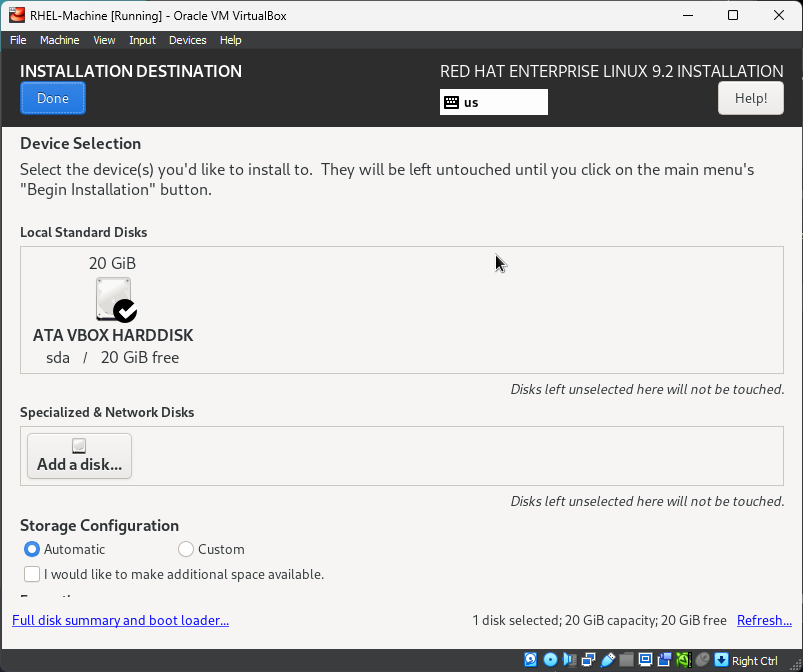 RHEL-Machine [Running] - Oracle VM VirtualBox
File Machine View Input Devices Help
INSTALLATION DESTINATION
RED HAT ENTERPRISE LINUX 9.2 INSTALLATION
Done
us
Help!
Device Selection
Select the device(s) you'd like to install to.  They will be left untouched until you click on the main menu's
"Begin Installation" button.
Local Standard Disks
20 GiB
ATA VBOX HARDDISK
sda / 20 GiB free
Disks left unselected here will not be touched.
Specialized & Network Disks
Add a disk...
Disks left unselected here will not be touched.
Storage Configuration
Automatic
Custom
I would like to make additional space available.
Full disk summary and boot loader...
1 disk selected; 20 GiB capacity; 20 GiB free
Refresh...
Right Ctrl